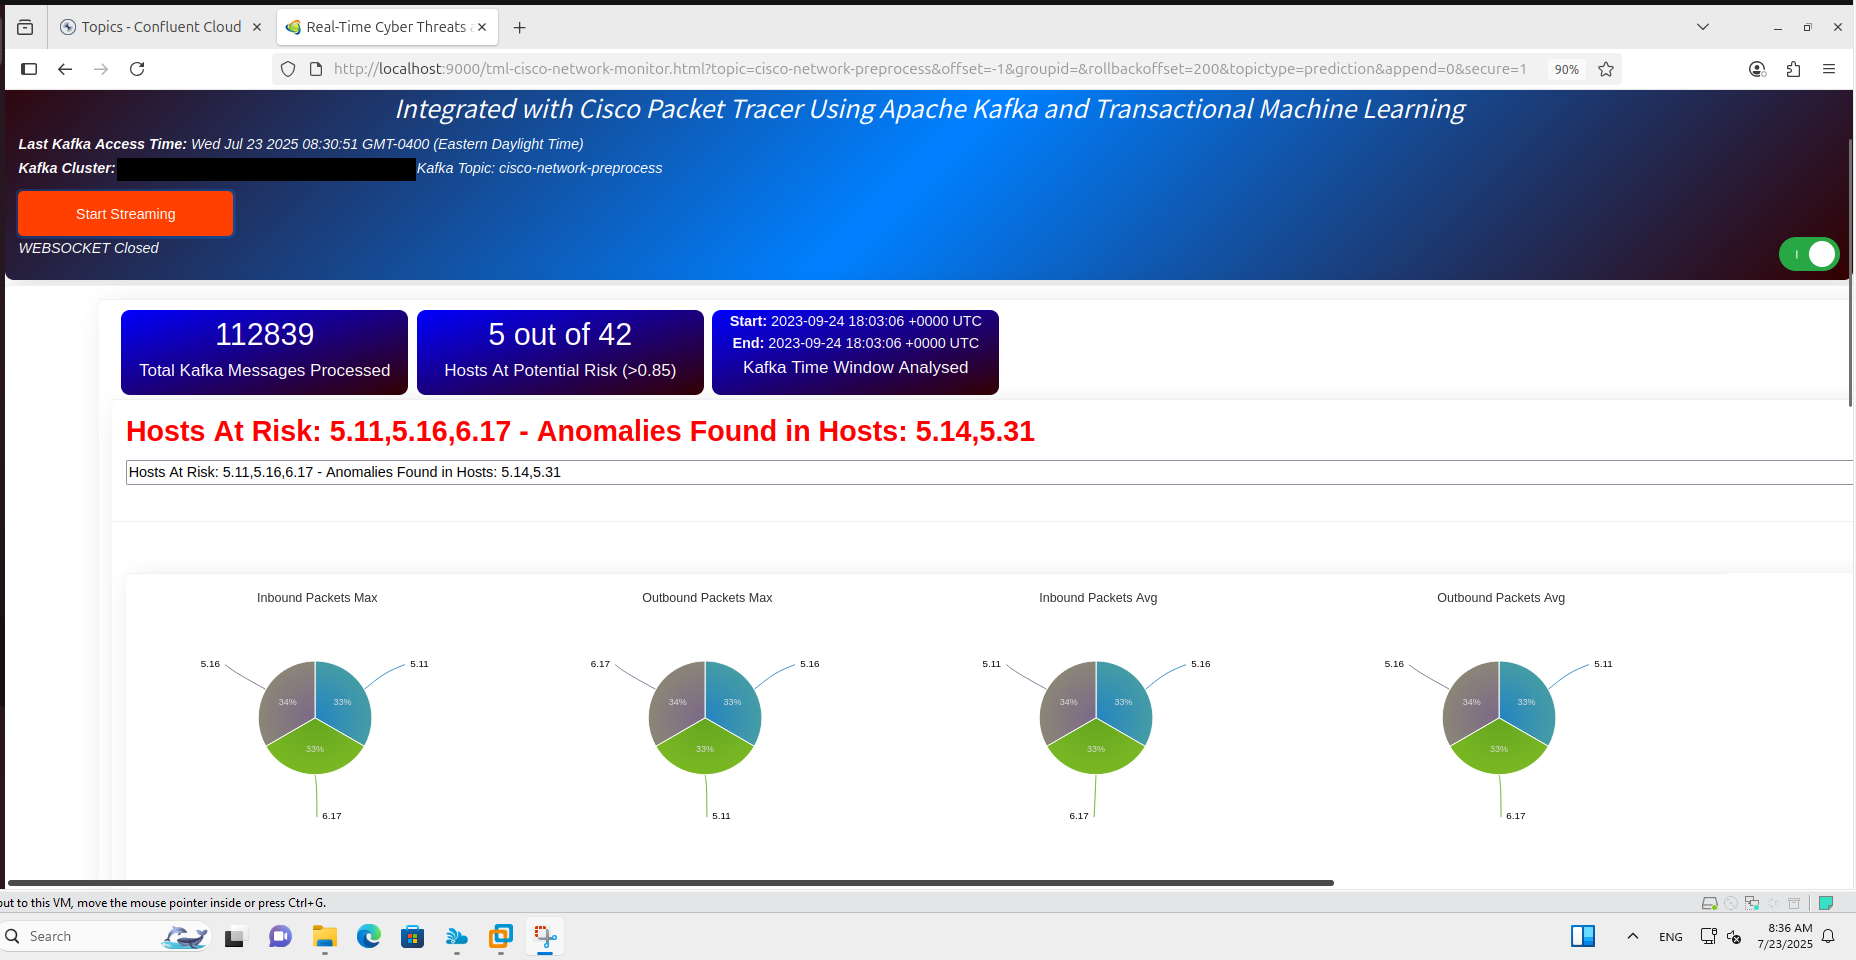 Topics - Confluent Cloud
Real-Time Cyber Threats
http://localhost:9000/tml-cisco-network-monitor.html?topic=cisco-network-preprocess&offset=-1&groupid=&rollbackoffset=200&topictype=prediction&append=0&secure=1
90%
Integrated with Cisco Packet Tracer Using Apache Kafka and Transactional Machine Learning
Last Kafka Access Time: Wed Jul 23 2025 08:30:51 GMT-0400 (Eastern Daylight Time)
Kafka Cluster: Kafka Topic: cisco-network-preprocess
Start Streaming
WEBSOCKET Closed
112839
Total Kafka Messages Processed
5 out of 42
Hosts At Potential Risk (>0.85)
Start: 2023-09-24 18:03:06 +0000 UTC
End: 2023-09-24 18:03:06 +0000 UTC
Kafka Time Window Analysed
Hosts At Risk: 5.11,5.16,6.17 - Anomalies Found in Hosts: 5.14,5.31
Hosts At Risk: 5.11,5.16,6.17 - Anomalies Found in Hosts: 5.14,5.31
Inbound Packets Max
5.16
5.11
34%
33%
33%
6.17
Outbound Packets Max
6.17
5.16
34%
33%
33%
5.11
Inbound Packets Avg
5.11
5.16
34%
33%
33%
6.17
Outbound Packets Avg
5.16
5.11
34%
33%
33%
6.17
to this VM, move the mouse pointer inside or press Ctrl+G.
Search
ENG
8:36 AM
7/23/2025